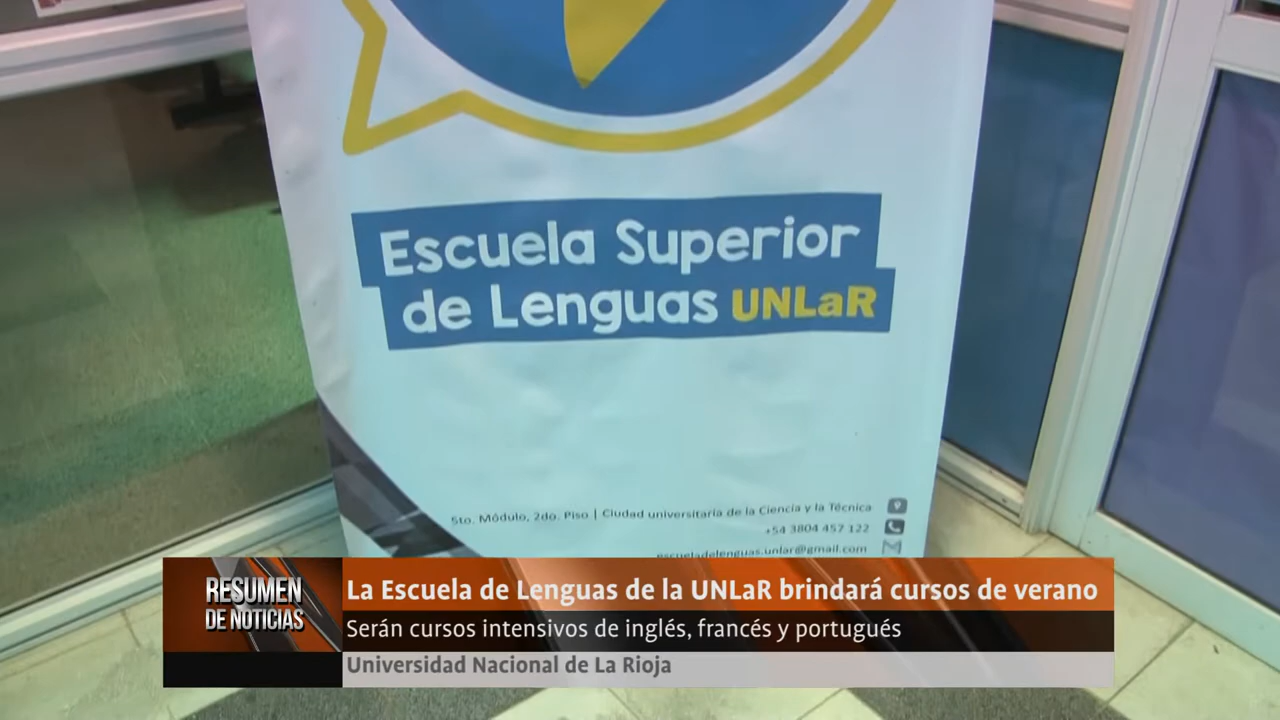 Escuela Superior
de Lenguas UNLaR
5to. Módulo, 2do. Piso | Ciudad universitaria de la Ciencia y la Técnica
+54 3804 457 122
escueladelenguas.unlar@gmail.com
RESUMEN
DE NOTICIAS
La Escuela de Lenguas de la UNLaR brindará cursos de verano
Serán cursos intensivos de inglés, francés y portugués
Universidad Nacional de La Rioja